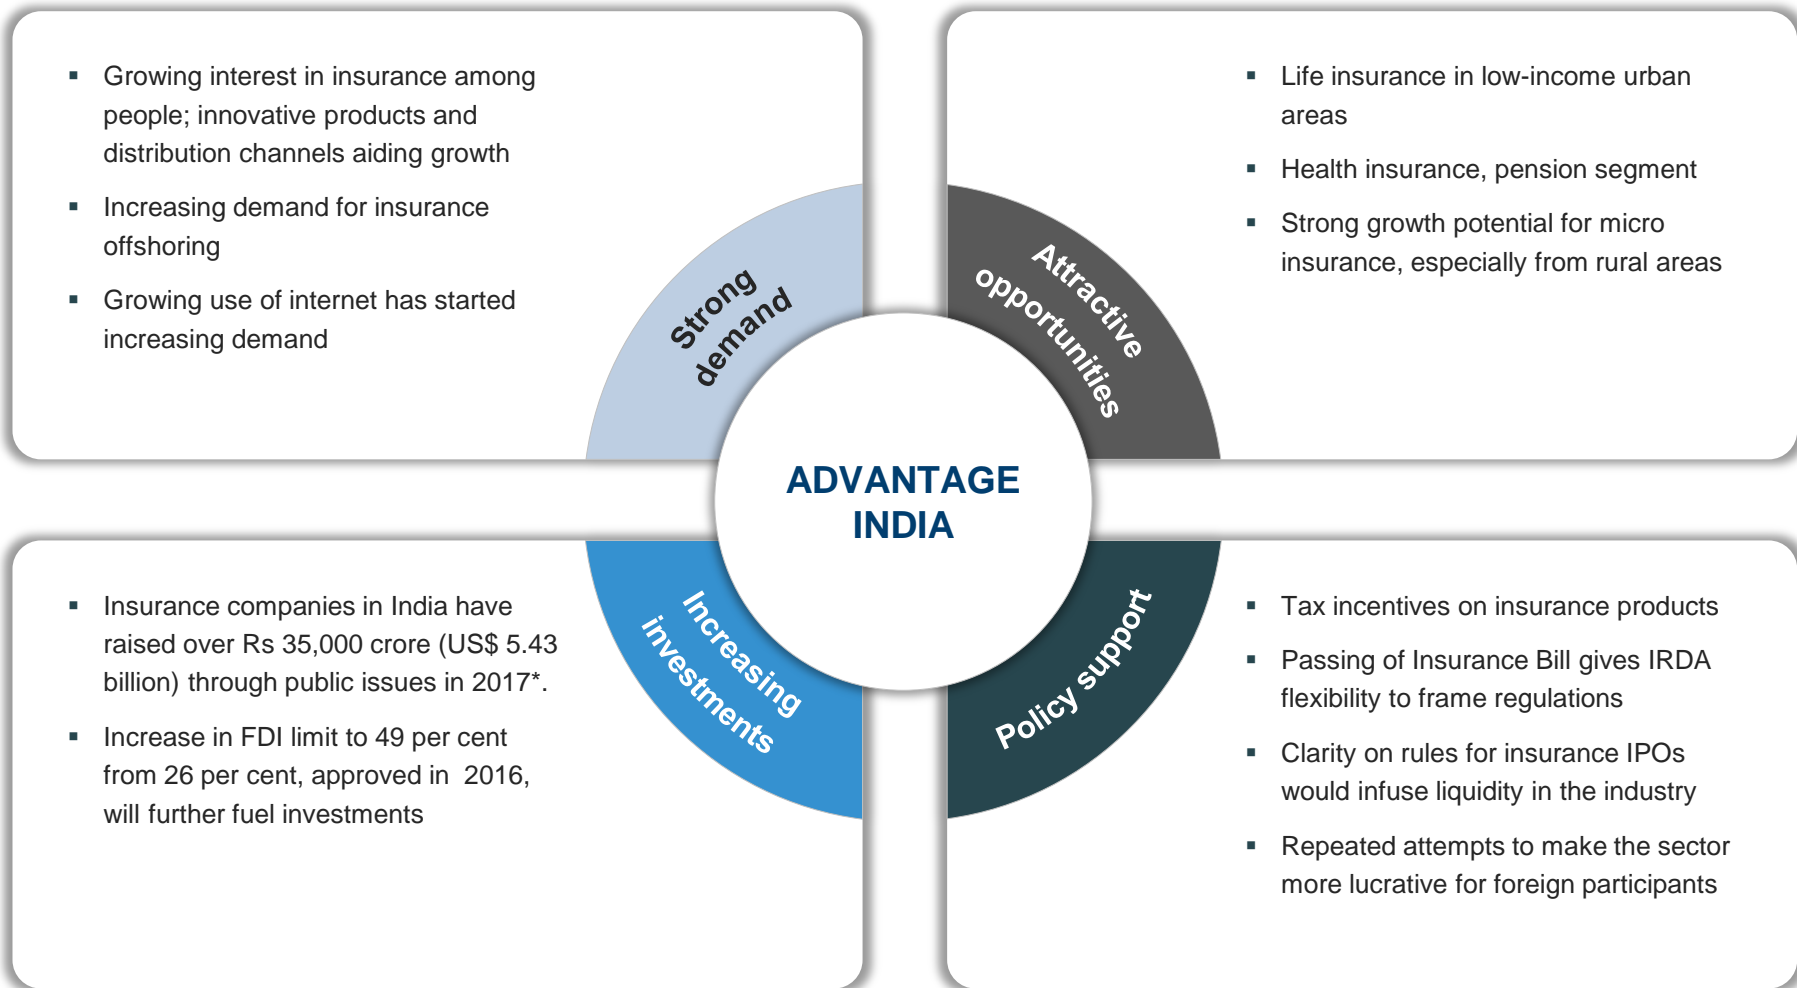 Growing interest in insurance among
people; innovative products and
distribution channels aiding growth
Increasing demand for insurance
offshoring
Growing use of internet has started
increasing demand
Strong
demand
Life insurance in low-income urban
areas
Health insurance, pension segment
Strong growth potential for micro
insurance, especially from rural areas
Attractive
opportunities
ADVANTAGE
INDIA
Insurance companies in India have
raised over Rs 35,000 crore (US$ 5.43
billion) through public issues in 2017*.
Increase in FDI limit to 49 per cent
from 26 per cent, approved in 2016,
will further fuel investments
Increasing
investments
Policy support
Tax incentives on insurance products
Passing of Insurance Bill gives IRDA
flexibility to frame regulations
Clarity on rules for insurance IPOs
would infuse liquidity in the industry
Repeated attempts to make the sector
more lucrative for foreign participants